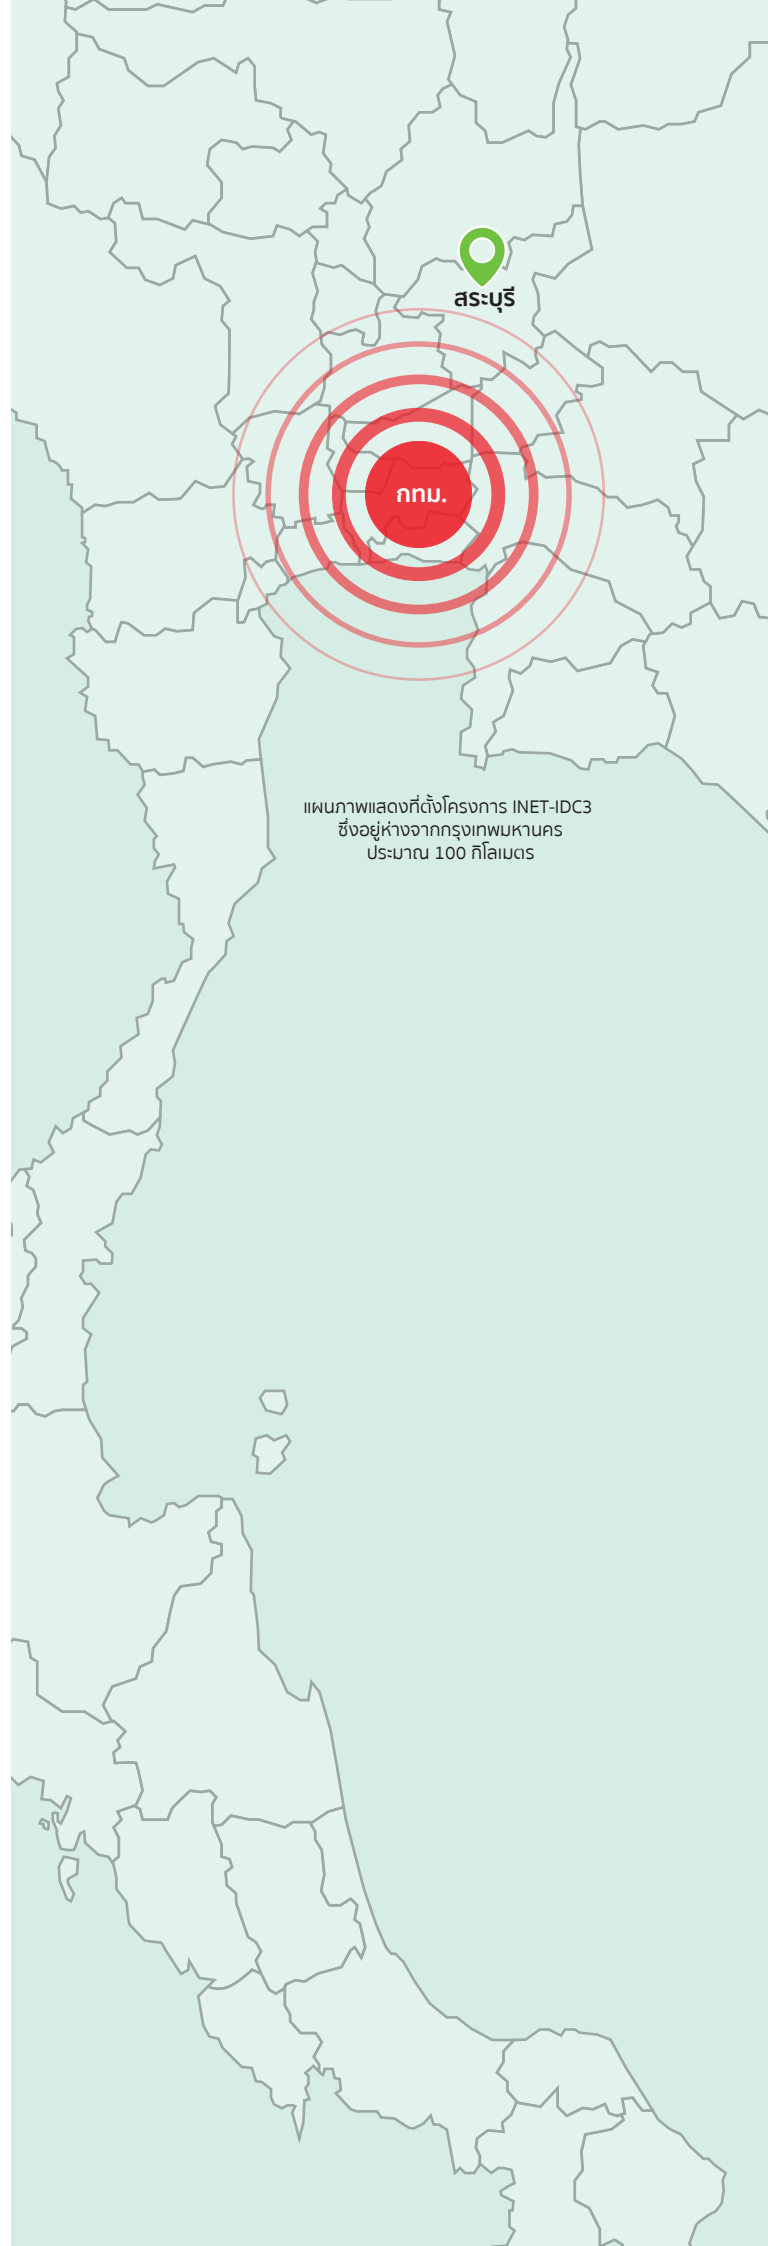 สระบุรี
กทม.
แผนภาพแสดงที่ตั้งโครงการ INET-IDC3
ซึ่งอยู่ห่างจากกรุงเทพมหานคร
ประมาณ 100 กิโลเมตร